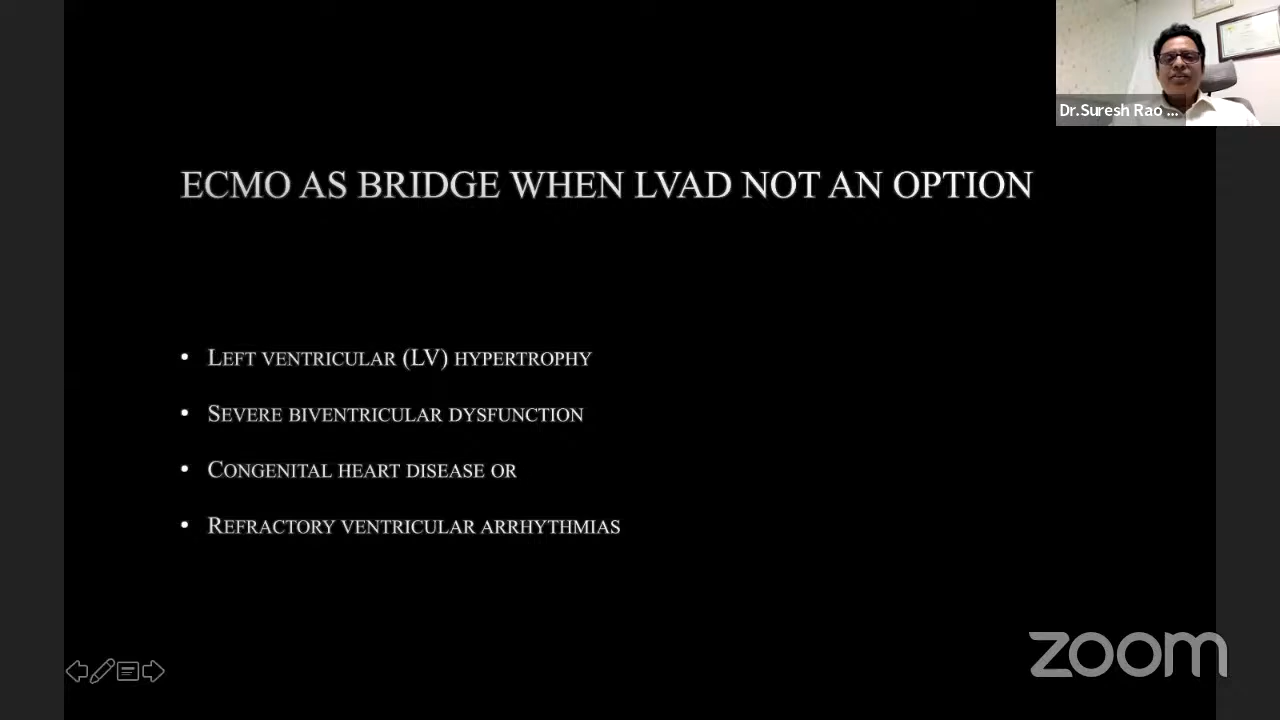 Dr.Suresh Rao ...
ECMO AS BRIDGE WHEN LVAD NOT AN OPTION
• LEFT VENTRICULAR (LV) HYPERTROPHY
• SEVERE BIVENTRICULAR DYSFUNCTION
• CONGENITAL HEART DISEASE OR
• REFRACTORY VENTRICULAR ARRHYTHMIAS
zoom